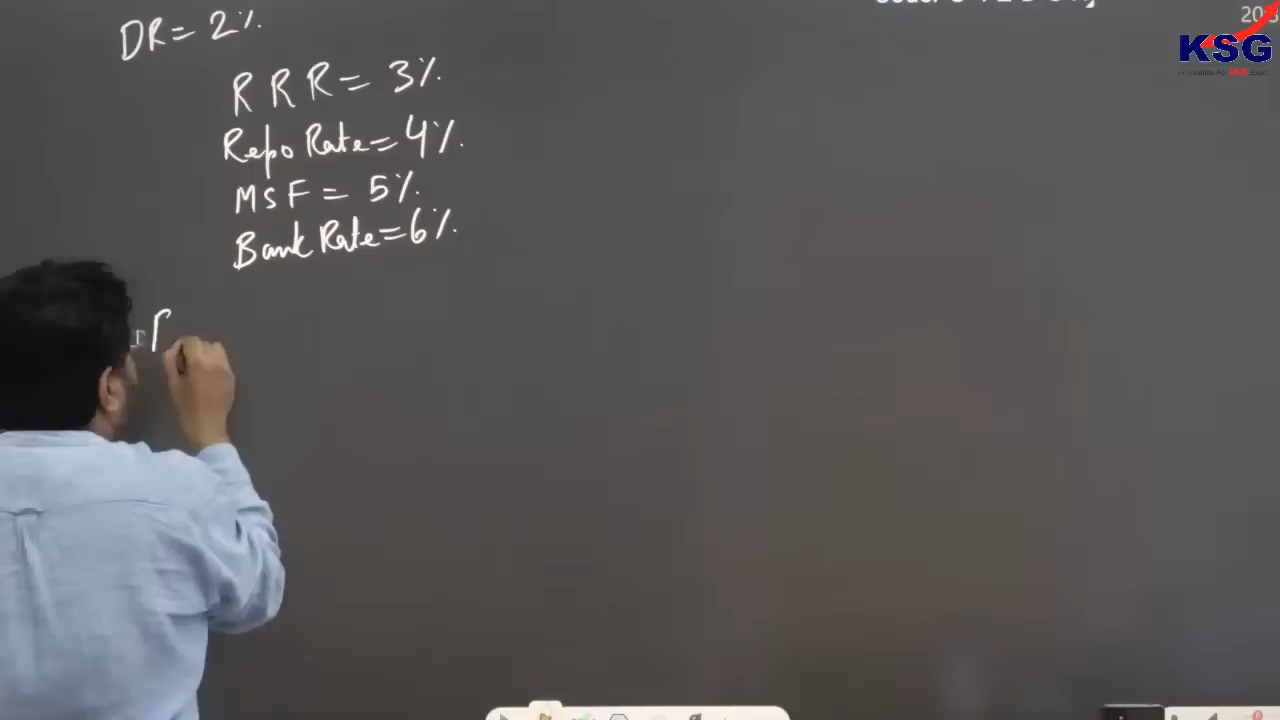 DR = 2%.
KSG
RRR = 3%.
Repo Rate = 4%.
MSF = 5%.
Bank Rate = 6%.